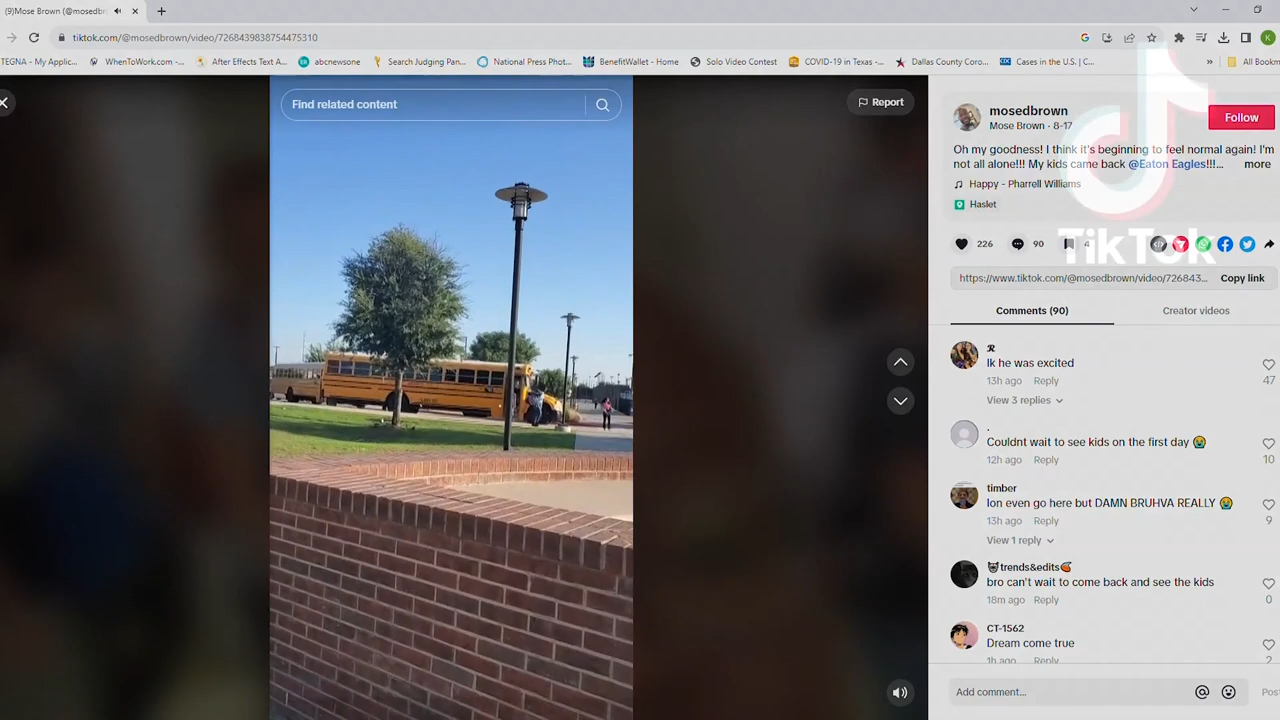 (9)Mose Brown (@mosedbr
tiktok.com/@mosedbrown/video/7268439838754475310
K
TEGNA - My Applic...
WhenToWork.com -...
After Effects Text A...
abcnewsone
Search Judging Pan...
National Press Phot...
BenefitWallet - Home
Solo Video Contest
COVID-19 in Texas -...
Dallas County Coro...
Cases in the U.S. | C...
»
All Bookm
Find related content
Report
mosedbrown
Mose Brown · 8-17
Follow
Oh my goodness! I think it's beginning to feel normal again! I'm
not all alone!!! My kids came back @Eaton Eagles!!!... more
Happy - Pharrell Williams
Haslet
226
90
4
TikTok
https://www.tiktok.com/@mosedbrown/video/726843...
Copy link
Comments (90)
Creator videos
Ik he was excited
13h ago Reply
47
View 3 replies
.
Couldnt wait to see kids on the first day 😭
12h ago Reply
10
timber
Ion even go here but DAMN BRUHVA REALLY 😭
13h ago Reply
9
View 1 reply
trends&edits
bro can't wait to come back and see the kids
18m ago Reply
0
CT-1562
Dream come true
1h ago Reply
2
Add comment...
Pos